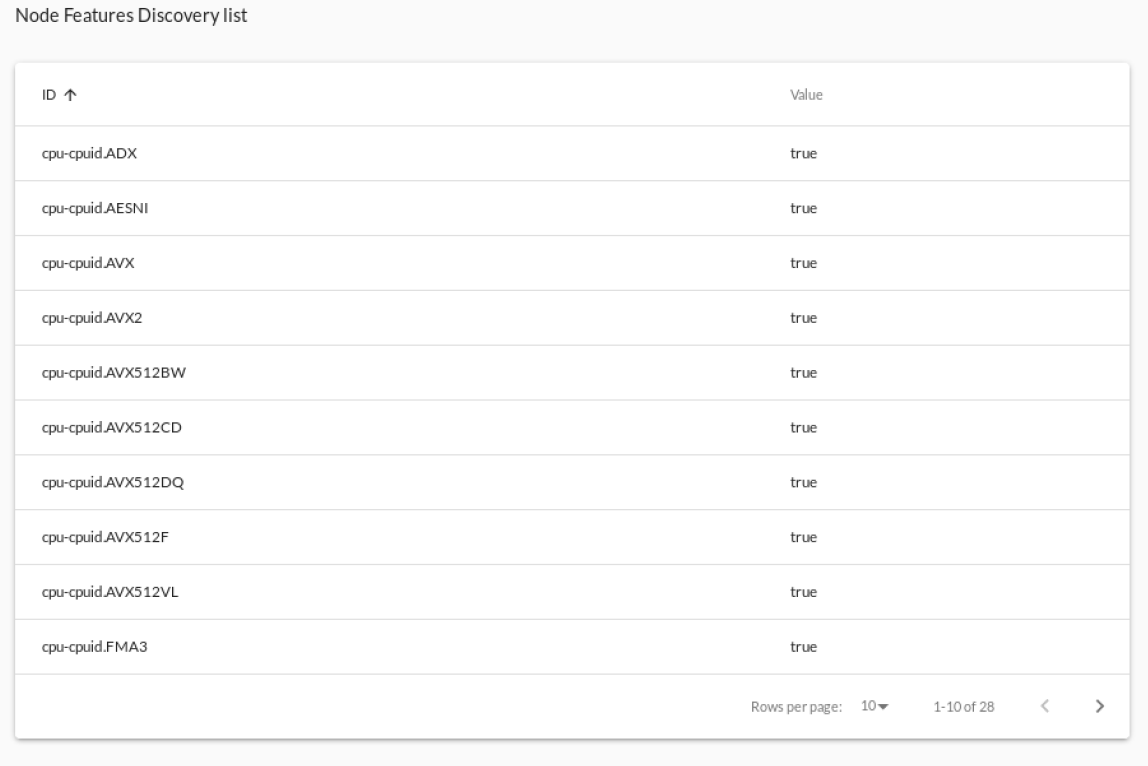 Node Features Discovery list
ID Value
cpu-cpuid.ADX true
cpu-cpuid.AESNI true
cpu-cpuid.AVX true
cpu-cpuid.AVX2 true
cpu-cpuid.AVX512BW true
cpu-cpuid.AVX512CD true
cpu-cpuid.AVX512DQ true
cpu-cpuid.AVX512F true
cpu-cpuid.AVX512VL true
cpu-cpuid.FMA3 true
Rows per page: 10 1-10 of 28